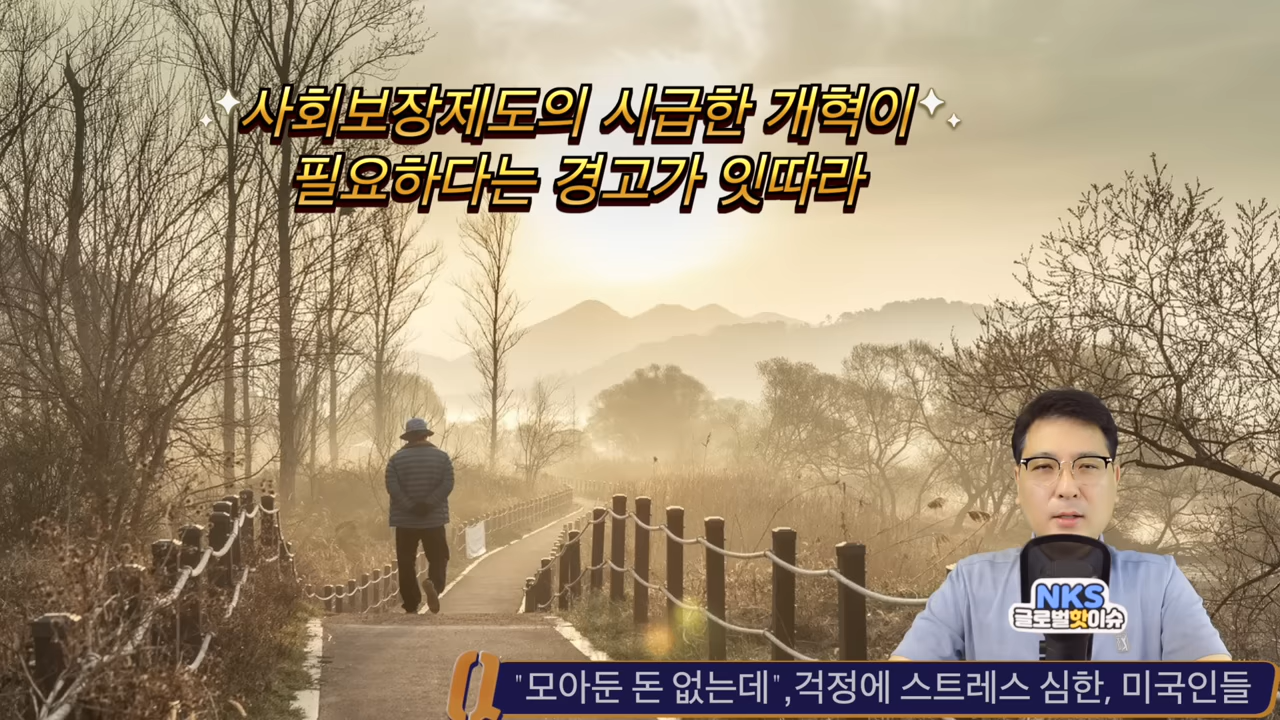 사회보장제도의 시급한 개혁이
필요하다는 경고가 잇따라
NKS
글로벌핫이슈
"모아둔 돈 없는데",걱정에 스트레스 심한, 미국인들